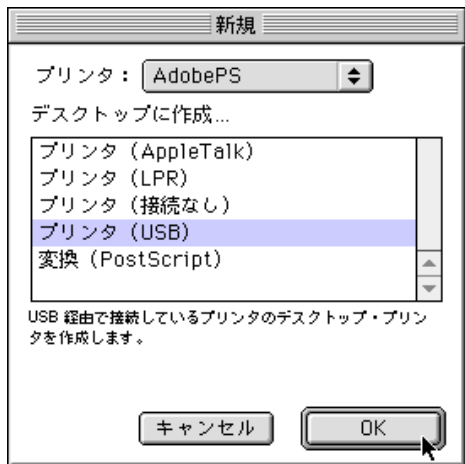 新規
プリンタ： AdobePS
デスクトップに作成...
プリンタ（AppleTalk）
プリンタ（LPR）
プリンタ（接続なし）
プリンタ（USB）
変換（PostScript）
USB 経由で接続しているプリンタのデスクトップ・プリン
タを作成します。
キャンセル OK